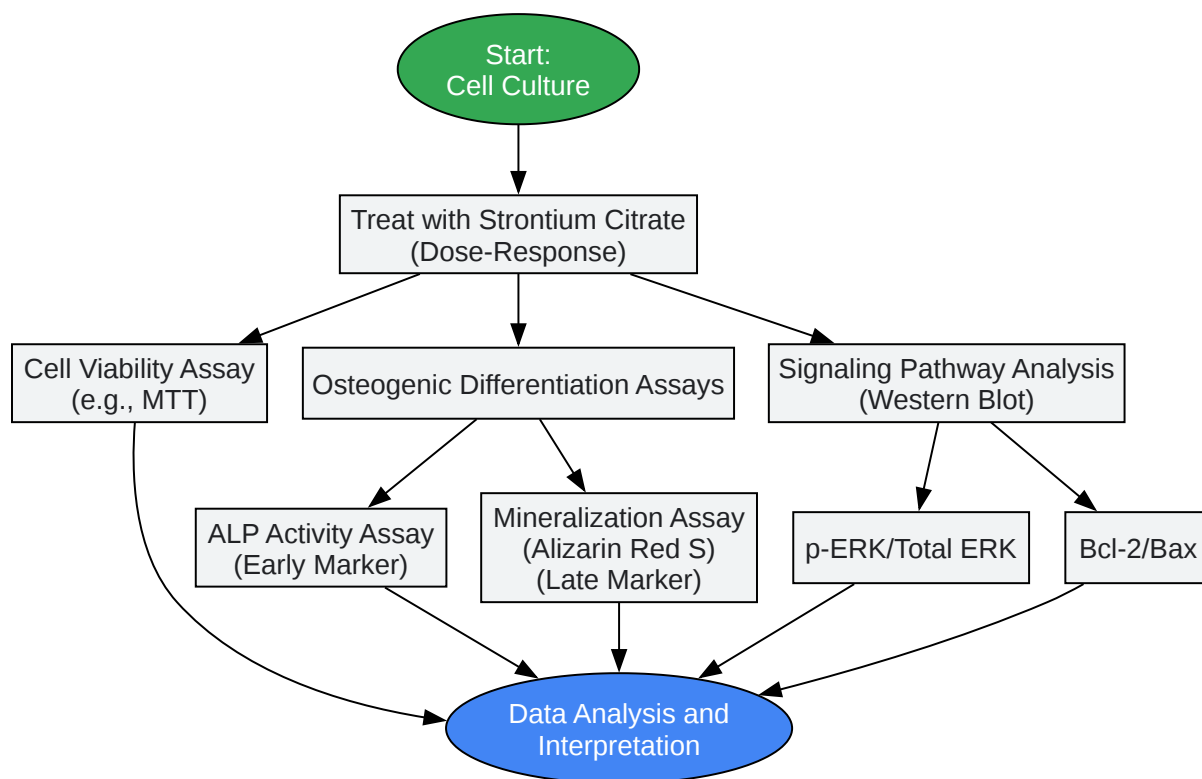 Start:
Cell Culture
Treat with Strontium Citrate
(Dose-Response)
Cell Viability Assay
(e.g., MTT)
Osteogenic Differentiation Assays
Signaling Pathway Analysis
(Western Blot)
ALP Activity Assay
(Early Marker)
Mineralization Assay
(Alizarin Red S)
(Late Marker)
p-ERK/Total ERK
Bcl-2/Bax
Data Analysis and
Interpretation